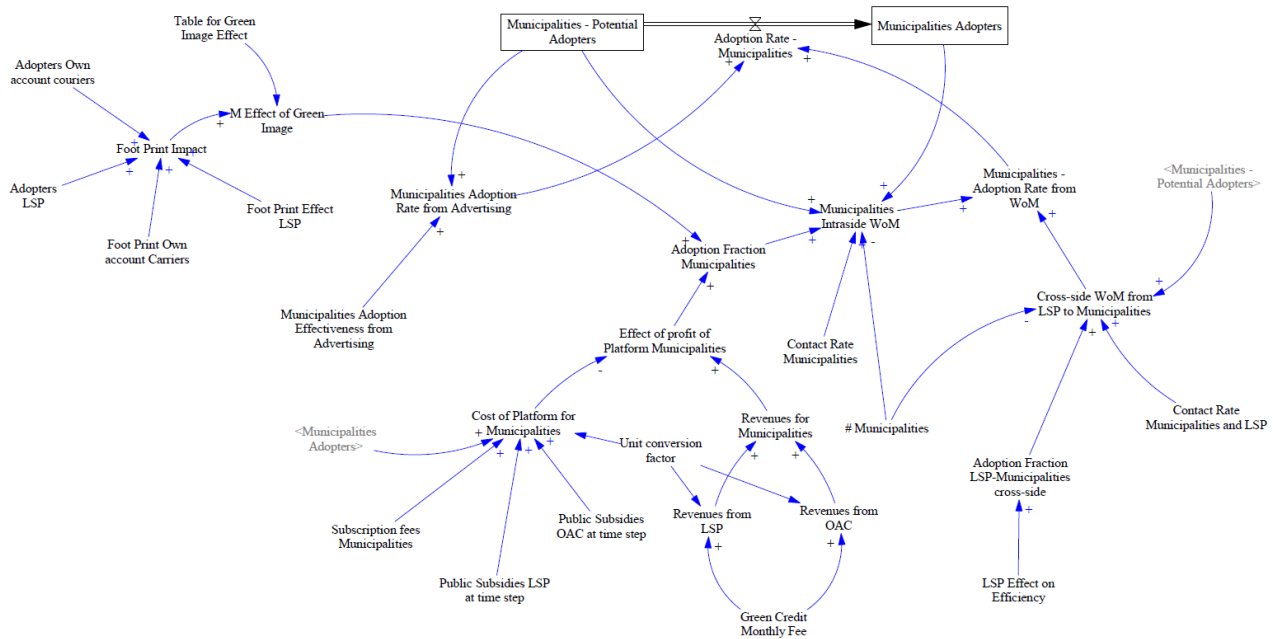 Table for Green
Image Effect
Municipalities - Potential
Adopters
Municipalities Adopters
Adoption Rate -
Municipalities
+
+
Adopters Own
account couriers
M Effect of Green
Image
+
Foot Print Impact
+
+
+
+
Adopters
LSP
Foot Print Effect
LSP
Foot Print Own
account Carriers
+
Municipalities Adoption
Rate from Advertising
+
Municipalities Adoption
Effectiveness from
Advertising
+
+
Municipalities
Intraside WoM
+
+
-
Municipalities -
Adoption Rate from
WoM
+
+
<Municipalities -
Potential Adopters>
+
Adoption Fraction
Municipalities
+
+
Cross-side WoM from
LSP to Municipalities
-
+
+
Effect of profit of
Platform Municipalities
-
+
Contact Rate
Municipalities
Cost of Platform for
Municipalities
+
+
+
+
<Municipalities
Adopters>
Unit conversion
factor
Revenues for
Municipalities
+
+
# Municipalities
Contact Rate
Municipalities and LSP
Subscription fees
Municipalities
Public Subsidies
OAC at time step
Revenues from
LSP
+
Revenues from
OAC
+
Adoption Fraction
LSP-Municipalities
cross-side
+
Public Subsidies LSP
at time step
LSP Effect on
Efficiency
Green Credit
Monthly Fee